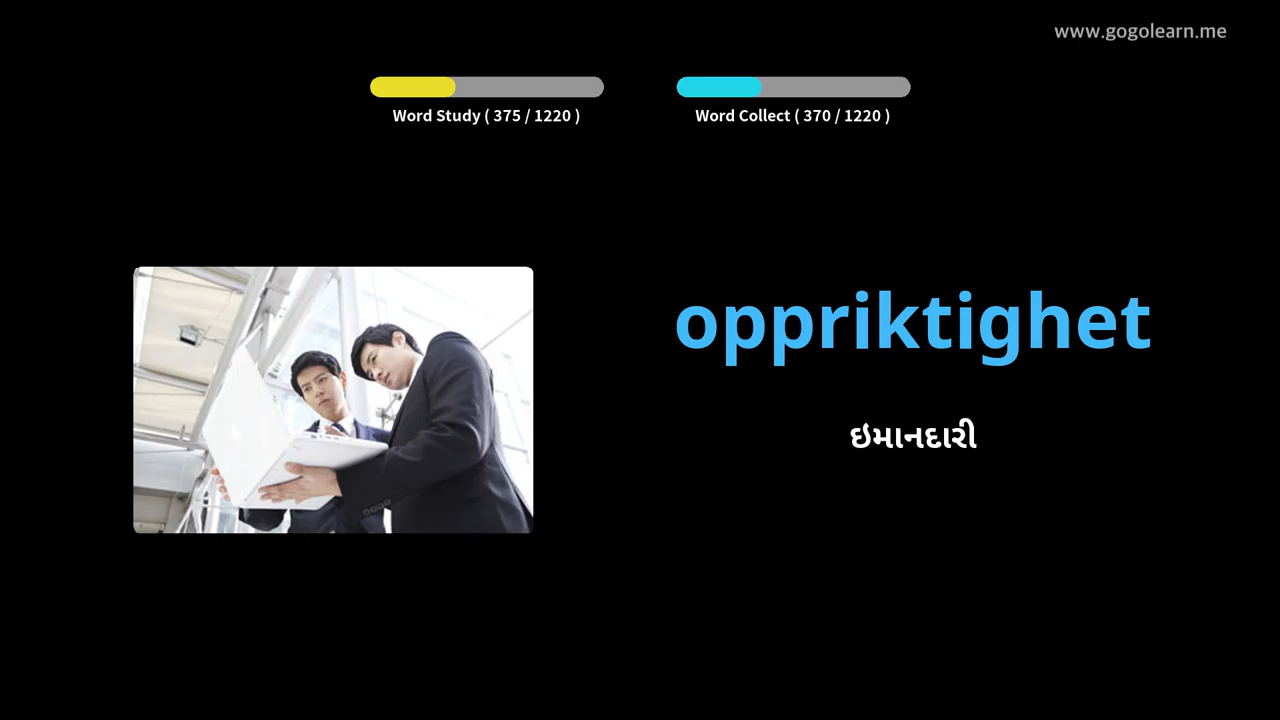 www.gogolearn.me
Word Study ( 375 / 1220 )
Word Collect ( 370 / 1220 )
oppriktighet
ઇમાનદારી